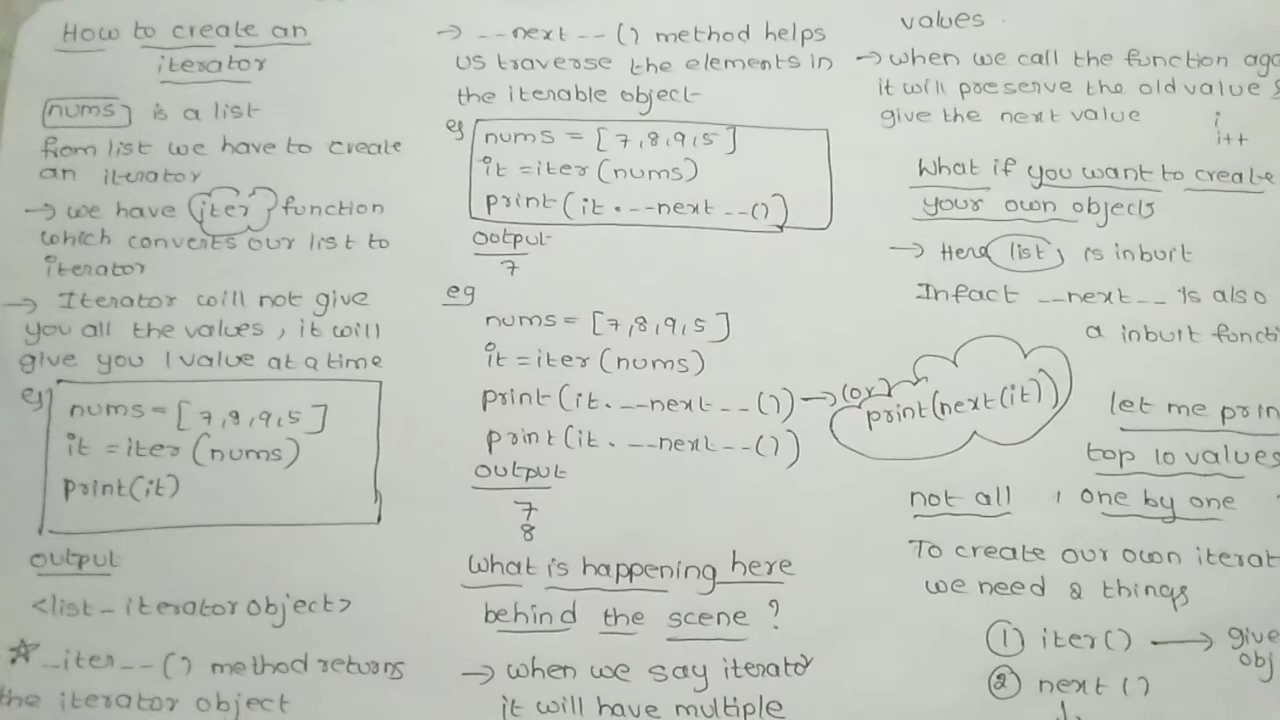 How to create an
iterator
nums is a list
from list we have to create
an iterator
→ we have iter function
which converts our list to
iterator
→ Iterator will not give
you all the values, it will
give you 1 value at a time
eg
nums = [7,8,9,5]
it = iter(nums)
print(it)
output
<list-iterator object>
☆ __iter__() method returns
the iterator object
→ __next__() method helps
us traverse the elements in
the iterable object
eg
nums = [7,8,9,5]
it = iter(nums)
print(it.__next__())
output
7
eg
nums = [7,8,9,5]
it = iter(nums)
print(it.__next__()) → (or) print(next(it))
print(it.__next__())
output
7
8
What is happening here
behind the scene?
→ when we say iterator
it will have multiple
values.
→ when we call the function aga
it will preserve the old value &
give the next value
i
i++
What if you want to create
your own objects
→ Here list, is inbuilt
Infact __next__ is also
a inbuilt functi
let me prin
top 10 values
not all, one by one
To create our own iterat
we need 2 things
① iter() → give
obj
② next()